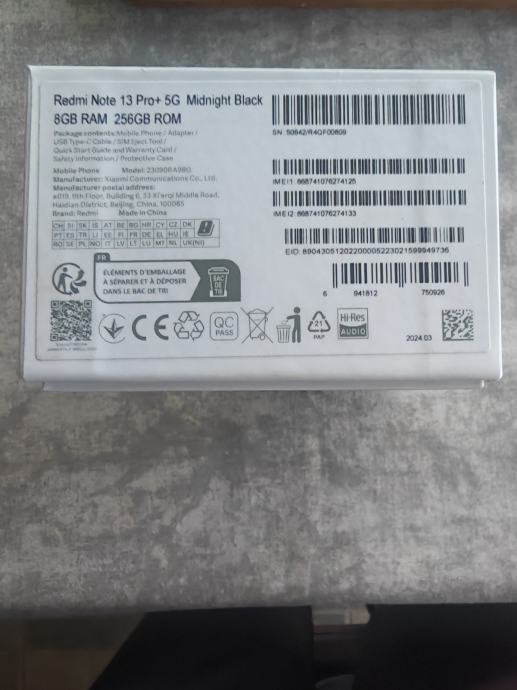 Redmi Note 13 Pro+ 5G Midnight Black
8GB RAM 256GB ROM
Package contents: Mobile Phone / Adapter /
USB Type-C Cable / SIM Eject Tool /
Quick Start Guide and Warranty Card /
Safety Information / Protective Case
Mobile Phone Model: 23090RA98G
Manufacturer: Xiaomi Communications Co., Ltd.
Manufacturer postal address:
#019, 9th Floor, Building 6, 33 Xi'erqi Middle Road,
Haidian District, Beijing, China, 100085
Brand: Redmi Made in China
CH SI SK IS AT BE BG HR CY CZ DK
PT ES TR LI EE FI FR DE EL HU IE
RO SE PL NO IT LV LT LU MT NL UK(NI)
SN: 50642/R4QF00809
IMEI1: 868741076274125
IMEI2: 868741076274133
EID: 89043051202200005223021599949736
6 941812 750926
FR
ÉLÉMENTS D'EMBALLAGE
À SÉPARER ET À DÉPOSER
DANS LE BAC DE TRI
BAC
DE
TRI
CE
QC
PASS
21
PAP
Hi-Res
AUDIO
2024.03